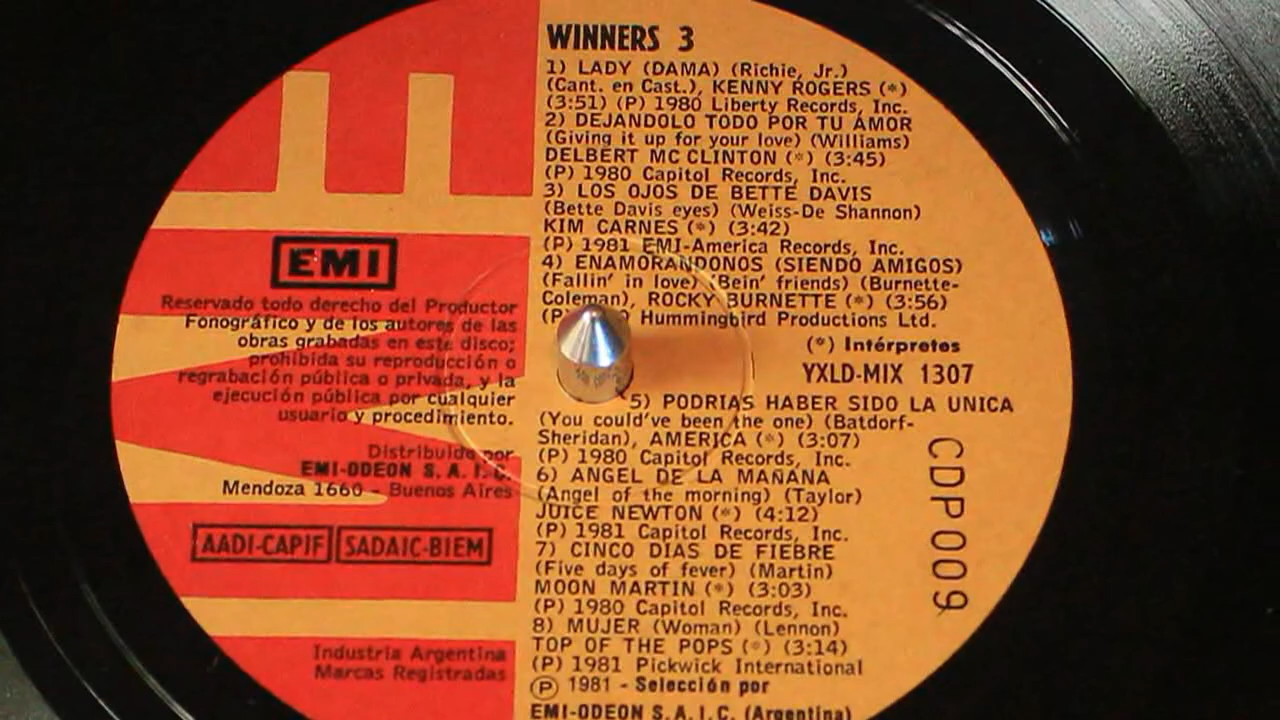 WINNERS 3
1) LADY (DAMA) (Richie, Jr.)
(Cant. en Cast.), KENNY ROGERS (*)
(3:51) (P) 1980 Liberty Records, Inc.
2) DEJANDOLO TODO POR TU AMOR
(Giving it up for your love) (Williams)
DELBERT MC CLINTON (*) (3:45)
(P) 1980 Capitol Records, Inc.
3) LOS OJOS DE BETTE DAVIS
(Bette Davis eyes) (Weiss-De Shannon)
KIM CARNES (*) (3:42)
(P) 1981 EMI-America Records, Inc.
4) ENAMORANDONOS (SIENDO AMIGOS)
(Fallin' in love) (Bein' friends) (Burnette-
Coleman), ROCKY BURNETTE (*) (3:56)
(P) Hummingbird Productions Ltd.
(*) Intérpretes
YXLD-MIX 1307
5) PODRIAS HABER SIDO LA UNICA
(You could've been the one) (Batdorf-
Sheridan), AMERICA (*) (3:07)
(P) 1980 Capitol Records, Inc.
6) ANGEL DE LA MAÑANA
(Angel of the morning) (Taylor)
JUICE NEWTON (*) (4:12)
(P) 1981 Capitol Records, Inc.
7) CINCO DIAS DE FIEBRE
(Five days of fever) (Martin)
MOON MARTIN (*) (3:03)
(P) 1980 Capitol Records, Inc.
8) MUJER (Woman) (Lennon)
TOP OF THE POPS (*) (3:14)
(P) 1981 Pickwick International
Ⓟ 1981 - Selección por
EMI-ODEON S.A.I.C. (Argentina)
CDP009
EMI
Reservado todo derecho del Productor
Fonográfico y de los autores de las
obras grabadas en este disco;
prohibida su reproducción o
regrabación pública o privada, y la
ejecución pública por cualquier
usuario y procedimiento.
Distribuido por
EMI-ODEON S. A. I. C.
Mendoza 1660 - Buenos Aires
AADI-CAPIF SADAIC-BIEM
Industria Argentina
Marcas Registradas